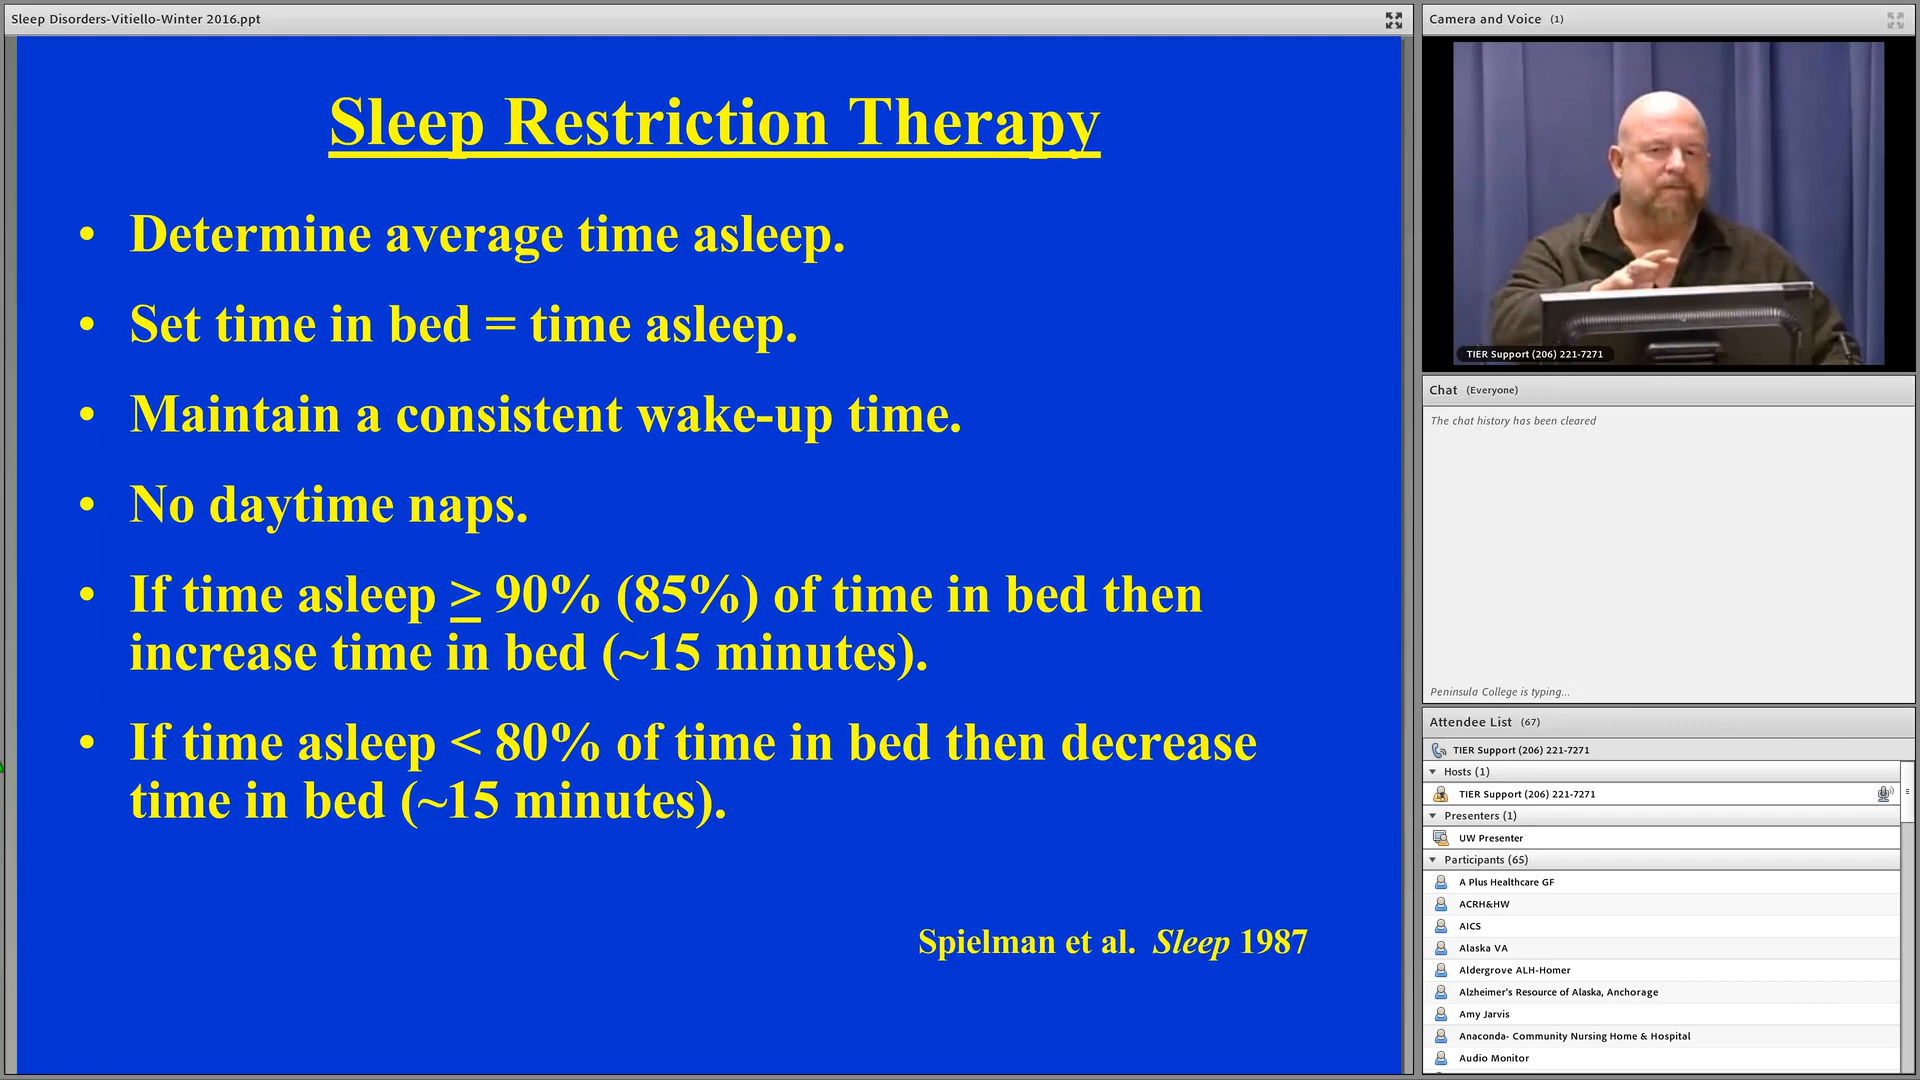 Sleep Disorders-Vitiello-Winter 2016.ppt
Sleep Restriction Therapy
• Determine average time asleep.
• Set time in bed = time asleep.
• Maintain a consistent wake-up time.
• No daytime naps.
• If time asleep ≥ 90% (85%) of time in bed then
increase time in bed (~15 minutes).
• If time asleep < 80% of time in bed then decrease
time in bed (~15 minutes).
Spielman et al. Sleep 1987
Camera and Voice (1)
TIER Support (206) 221-7271
Chat (Everyone)
The chat history has been cleared
Peninsula College is typing...
Attendee List (67)
TIER Support (206) 221-7271
Hosts (1)
TIER Support (206) 221-7271
Presenters (1)
UW Presenter
Participants (65)
A Plus Healthcare GF
ACRH&HW
AICS
Alaska VA
Aldergrove ALH-Homer
Alzheimer's Resource of Alaska, Anchorage
Amy Jarvis
Anaconda- Community Nursing Home & Hospital
Audio Monitor